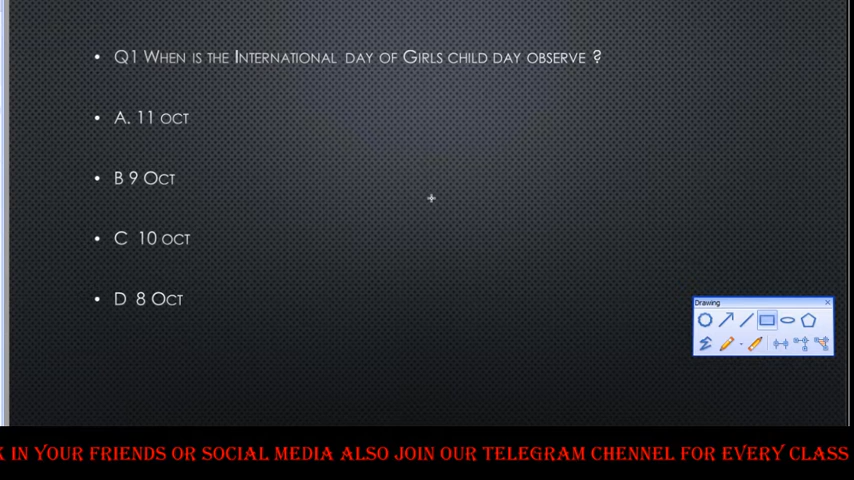 Q1 When is the International day of Girls child day observe ?
A. 11 oct
B 9 Oct
C 10 oct
D 8 Oct
Drawing
K IN YOUR FRIENDS OR SOCIAL MEDIA ALSO JOIN OUR TELEGRAM CHENNEL FOR EVERY CLASS